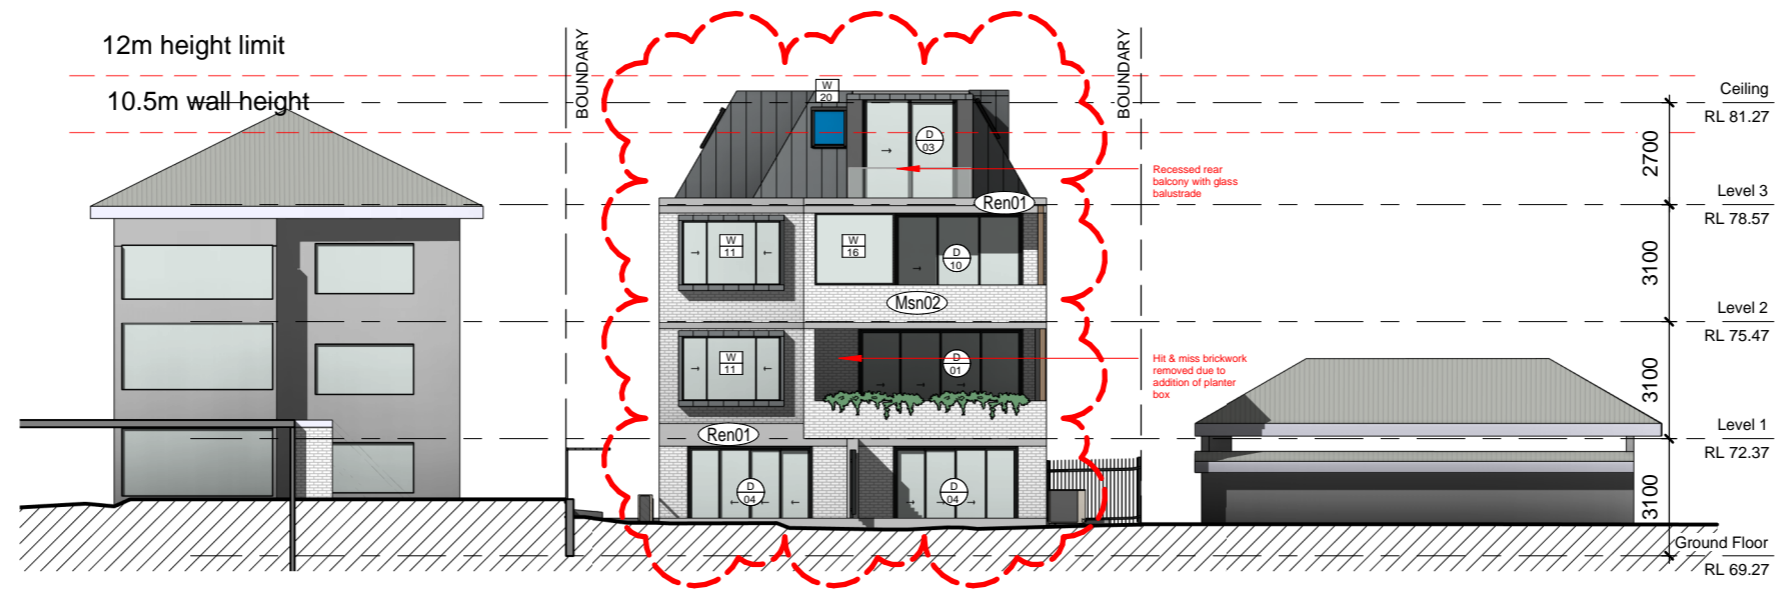 12m height limit
10.5m wall height
BOUNDARY
BOUNDARY
W
20
D
03
Recessed rear
balcony with glass
balustrade
Ren01
W
11
W
16
D
10
Msn02
W
11
D
01
Hit & miss brickwork
removed due to
addition of planter
box
Ren01
D
04
D
04
Ceiling
RL 81.27
2700
Level 3
RL 78.57
3100
Level 2
RL 75.47
3100
Level 1
RL 72.37
3100
Ground Floor
RL 69.27